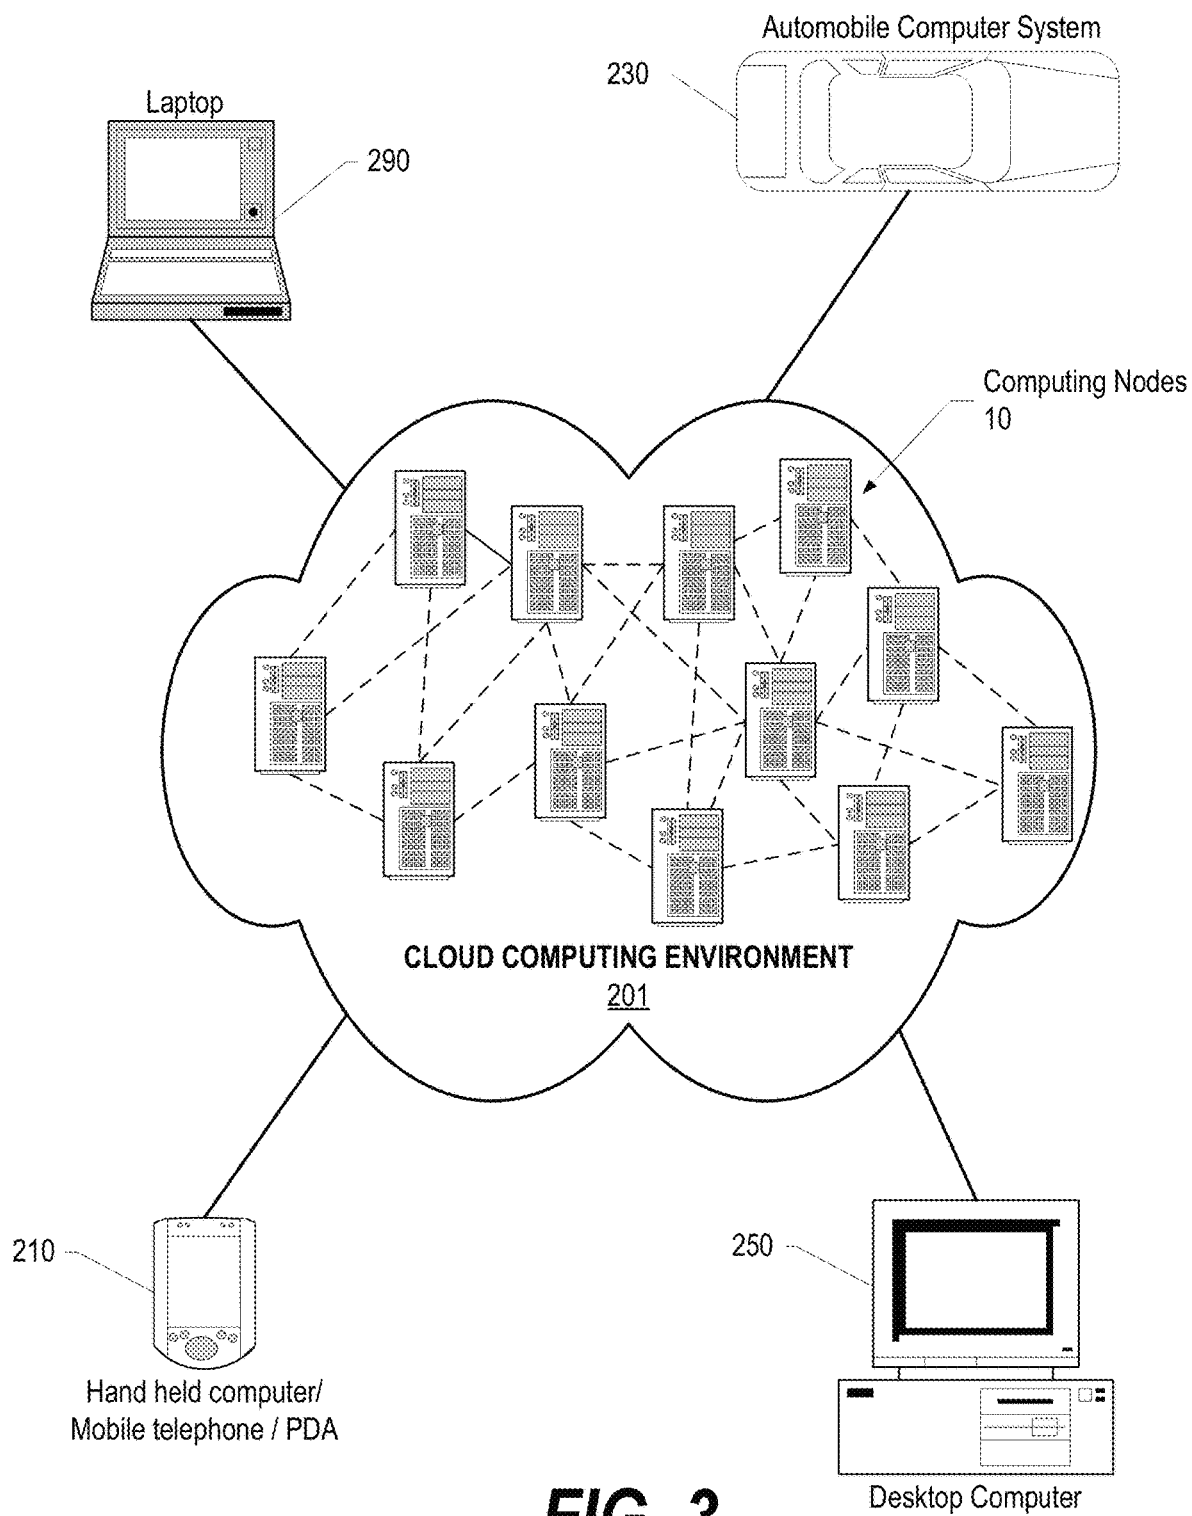 Automobile Computer System
230
Laptop
290
Computing Nodes
10
CLOUD COMPUTING ENVIRONMENT
201
210
250
Hand held computer/
Mobile telephone / PDA
Desktop Computer